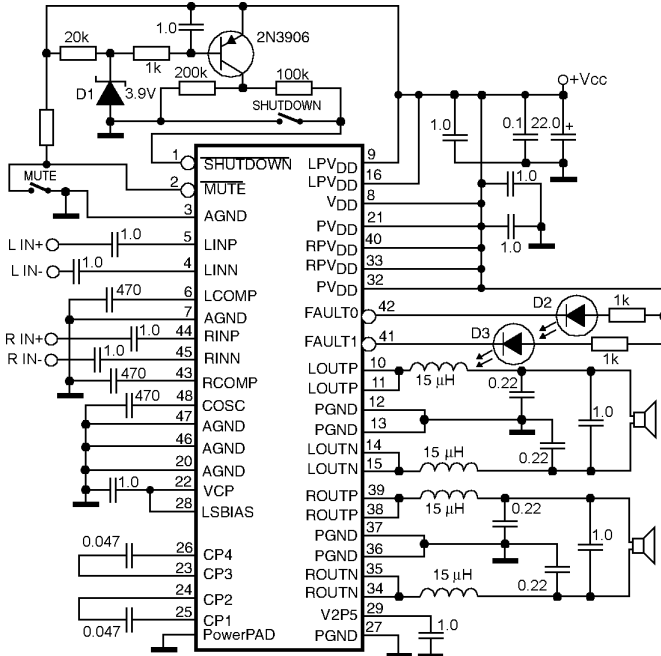 1.0
2N3906
20k
1k
200k
100k
D1
3.9V
SHUTDOWN
+Vcc
1.0
0.1
22.0
+
MUTE
1
SHUTDOWN
LPVDD
9
LPVDD
16
2
MUTE
VDD
8
1.0
3
AGND
PVDD
21
L IN+
1.0
5
LINP
RPVDD
40
1.0
L IN-
1.0
4
LINN
RPVDD
33
470
6
LCOMP
PVDD
32
7
AGND
FAULT0
42
D2
1k
R IN+
1.0
44
RINP
FAULT1
41
D3
1k
R IN-
1.0
45
RINN
LOUTP
10
15 µH
0.22
470
43
RCOMP
LOUTP
11
470
48
COSC
PGND
12
1.0
47
AGND
PGND
13
46
AGND
LOUTN
14
15 µH
0.22
20
AGND
LOUTN
15
1.0
22
VCP
ROUTP
39
15 µH
0.22
28
LSBIAS
ROUTP
38
PGND
37
1.0
0.047
26
CP4
PGND
36
23
CP3
ROUTN
35
15 µH
0.22
24
CP2
ROUTN
34
0.047
25
CP1
V2P5
29
1.0
PowerPAD
PGND
27